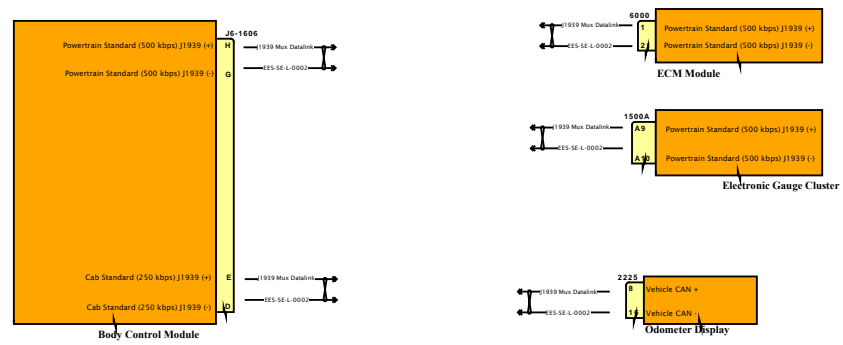 J6-1606
Powertrain Standard (500 kbps) J1939 (+)
H
J1939 Mux Datalink
Powertrain Standard (500 kbps) J1939 (-)
G
EES-SE-L-0002
Cab Standard (250 kbps) J1939 (+)
E
J1939 Mux Datalink
Cab Standard (250 kbps) J1939 (-)
D
EES-SE-L-0002
Body Control Module
6000
J1939 Mux Datalink
1
Powertrain Standard (500 kbps) J1939 (+)
EES-SE-L-0002
2
Powertrain Standard (500 kbps) J1939 (-)
ECM Module
1500A
J1939 Mux Datalink
A9
Powertrain Standard (500 kbps) J1939 (+)
EES-SE-L-0002
A10
Powertrain Standard (500 kbps) J1939 (-)
Electronic Gauge Cluster
2225
J1939 Mux Datalink
8
Vehicle CAN +
EES-SE-L-0002
Vehicle CAN -
Odometer Display